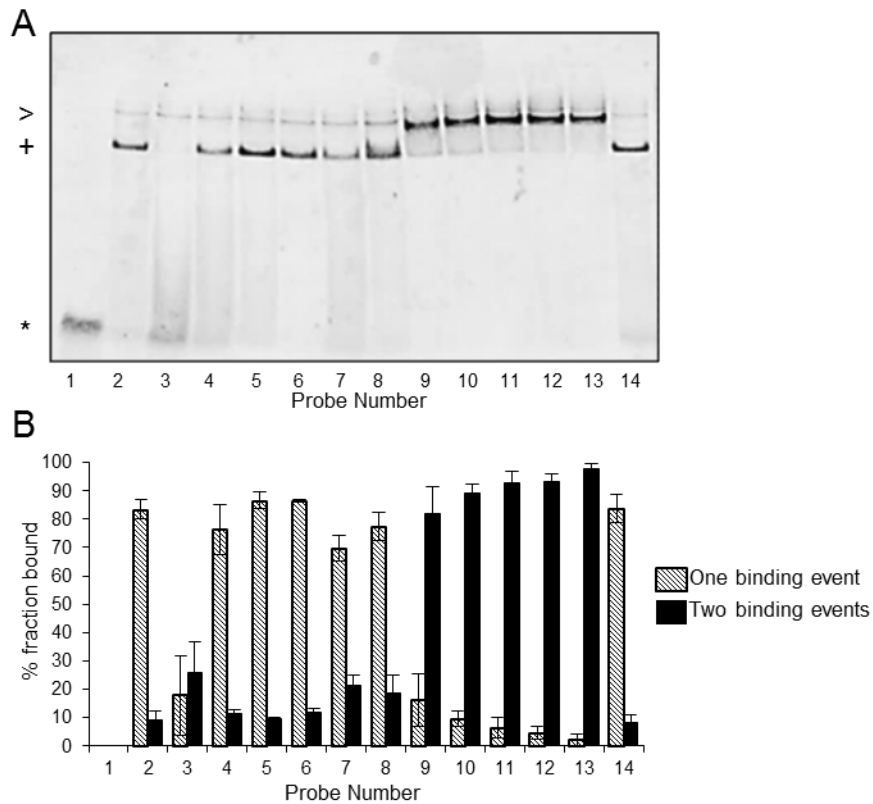 A
>
+
*
1 2 3 4 5 6 7 8 9 10 11 12 13 14
Probe Number
B
% fraction bound
100
90
80
70
60
50
40
30
20
10
0
One binding event
Two binding events
1 2 3 4 5 6 7 8 9 10 11 12 13 14
Probe Number